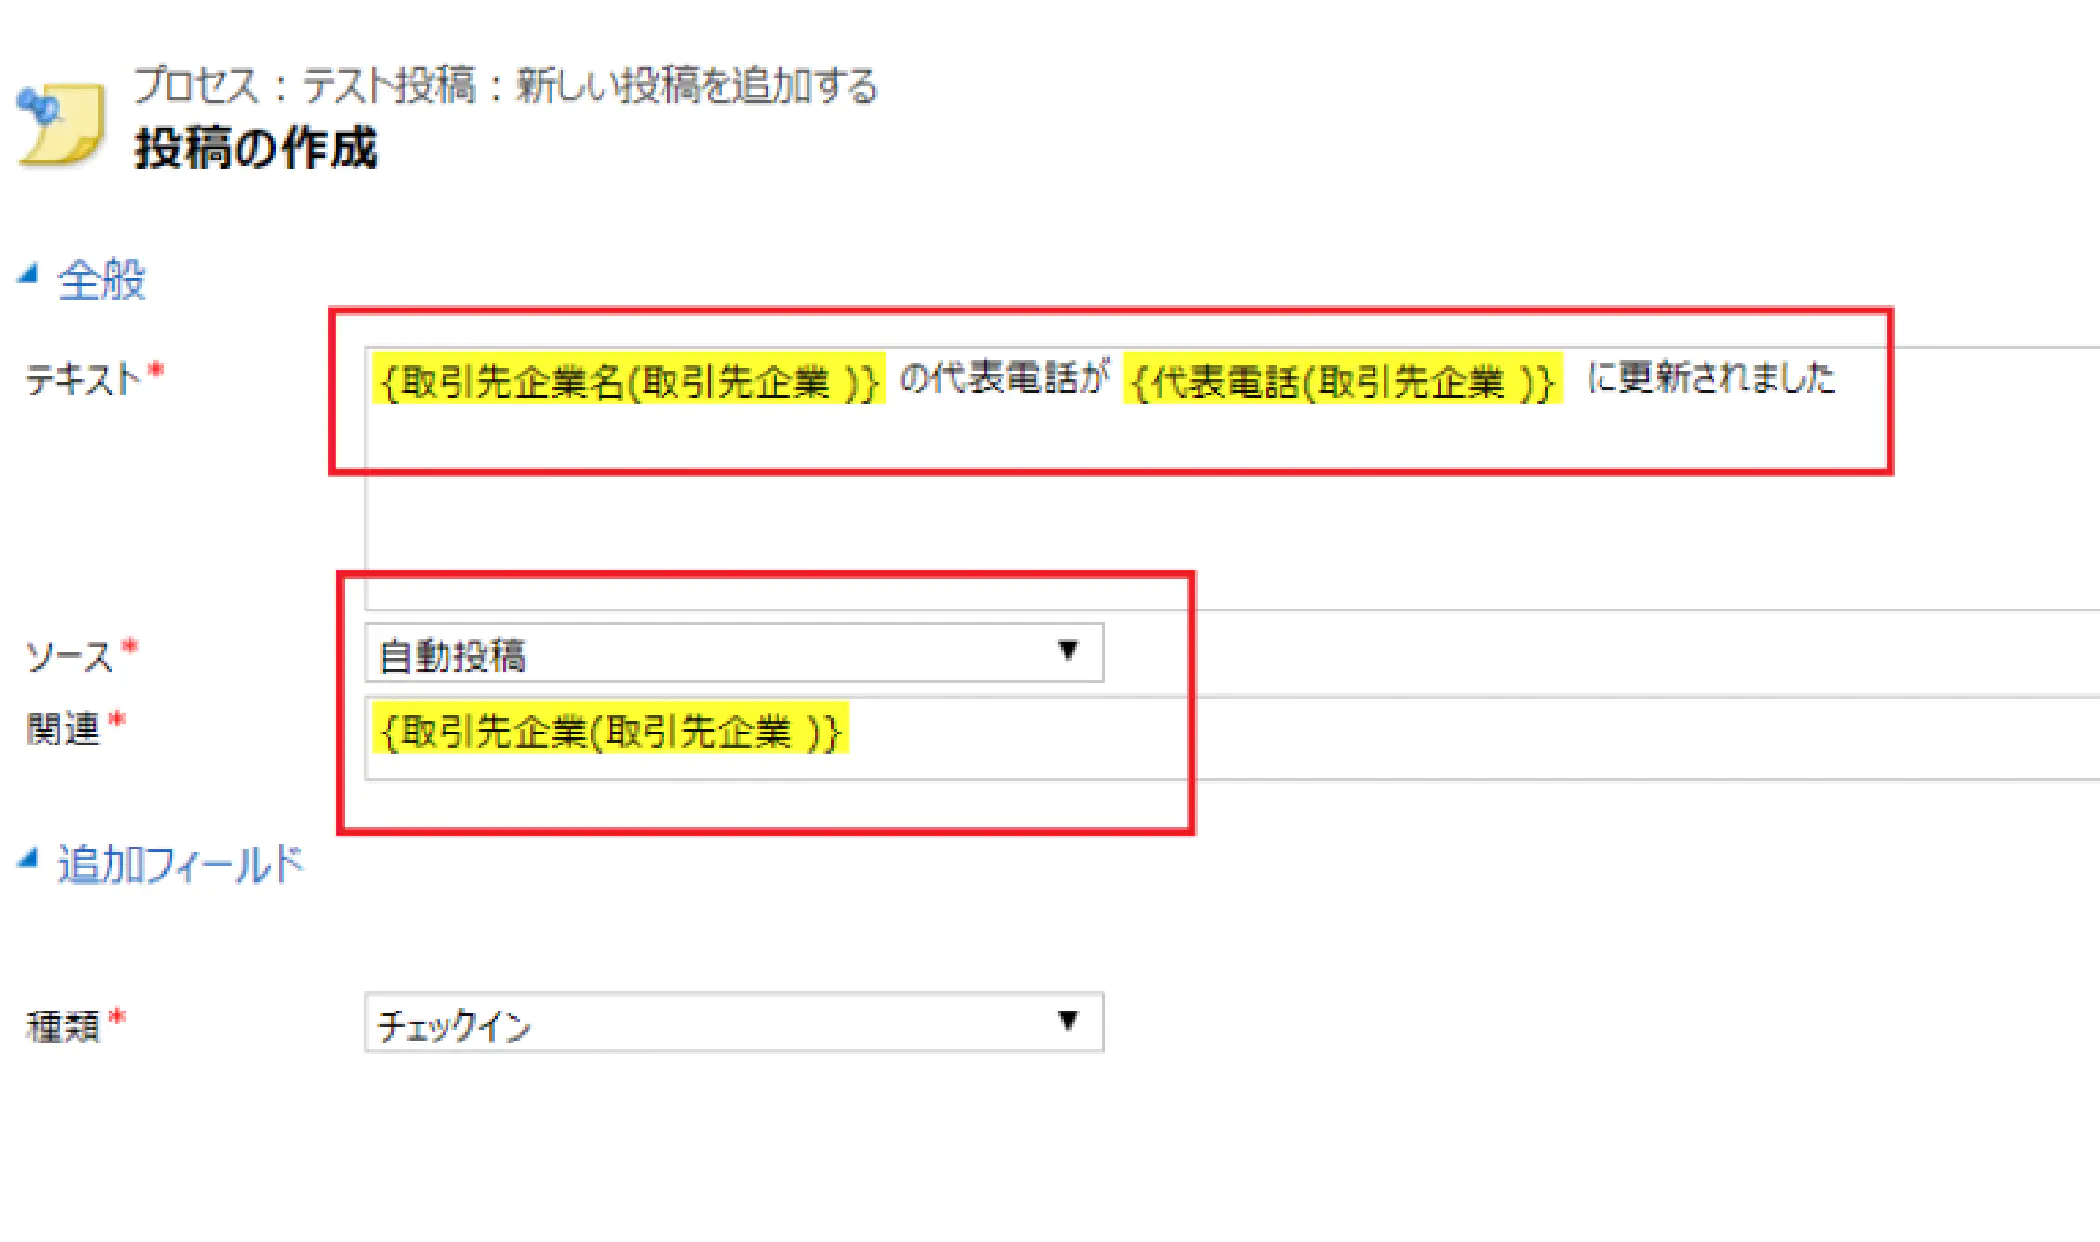 プロセス : テスト投稿 : 新しい投稿を追加する
投稿の作成
全般
テキスト* {取引先企業名(取引先企業 )} の代表電話が {代表電話(取引先企業 )} に更新されました
ソース* 自動投稿 ▼
関連* {取引先企業(取引先企業 )}
追加フィールド
種類* チェックイン ▼